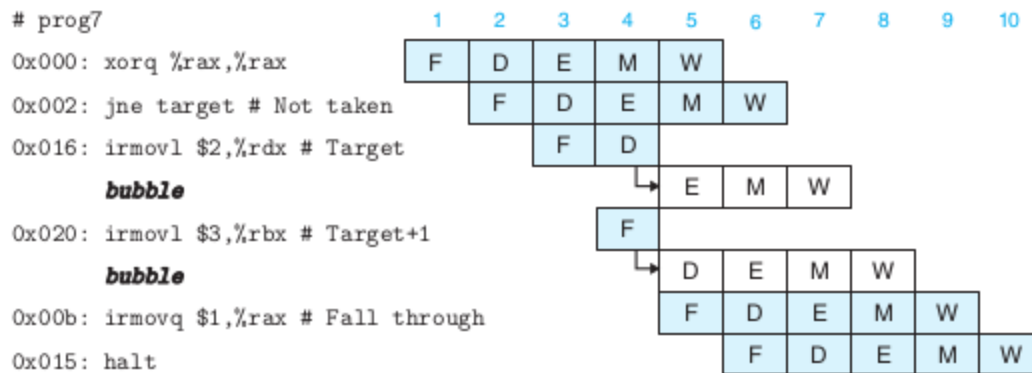 # prog7 1 2 3 4 5 6 7 8 9 10
0x000: xorq %rax,%rax F D E M W
0x002: jne target # Not taken F D E M W
0x016: irmovl $2,%rdx # Target F D
bubble E M W
0x020: irmovl $3,%rbx # Target+1 F
bubble D E M W
0x00b: irmovq $1,%rax # Fall through F D E M W
0x015: halt F D E M W